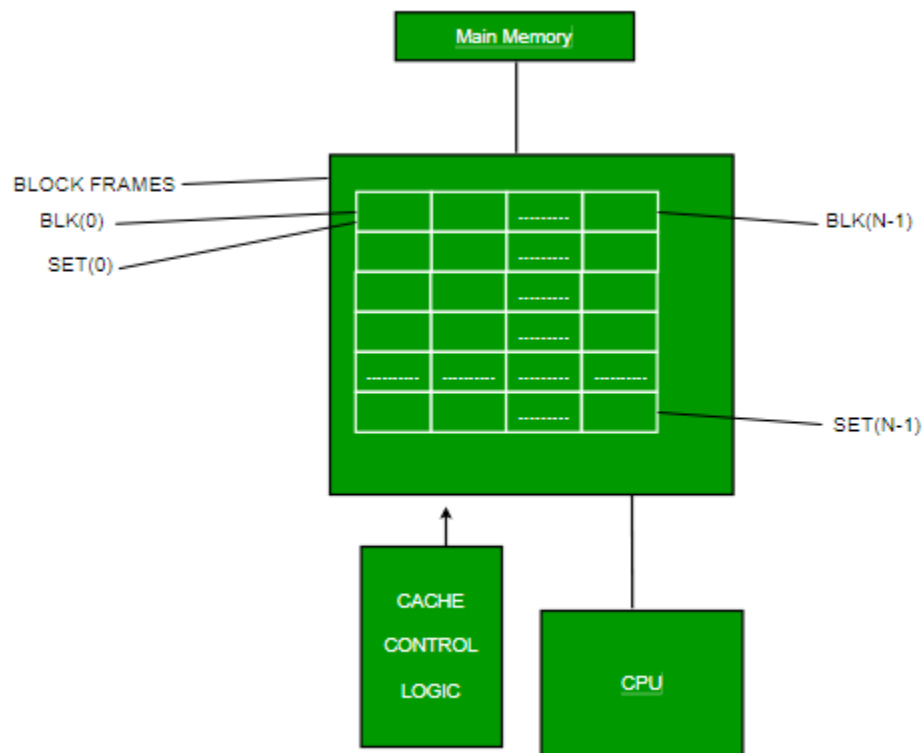 Main Memory
BLOCK FRAMES
BLK(0)
BLK(N-1)
SET(0)
---------
---------
---------
---------
--------- --------- --------- ---------
---------
SET(N-1)
CACHE
CONTROL
LOGIC
CPU